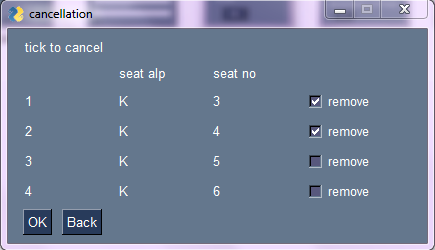 cancellation
tick to cancel
seat alp seat no
1 K 3 remove
2 K 4 remove
3 K 5 remove
4 K 6 remove
OK Back